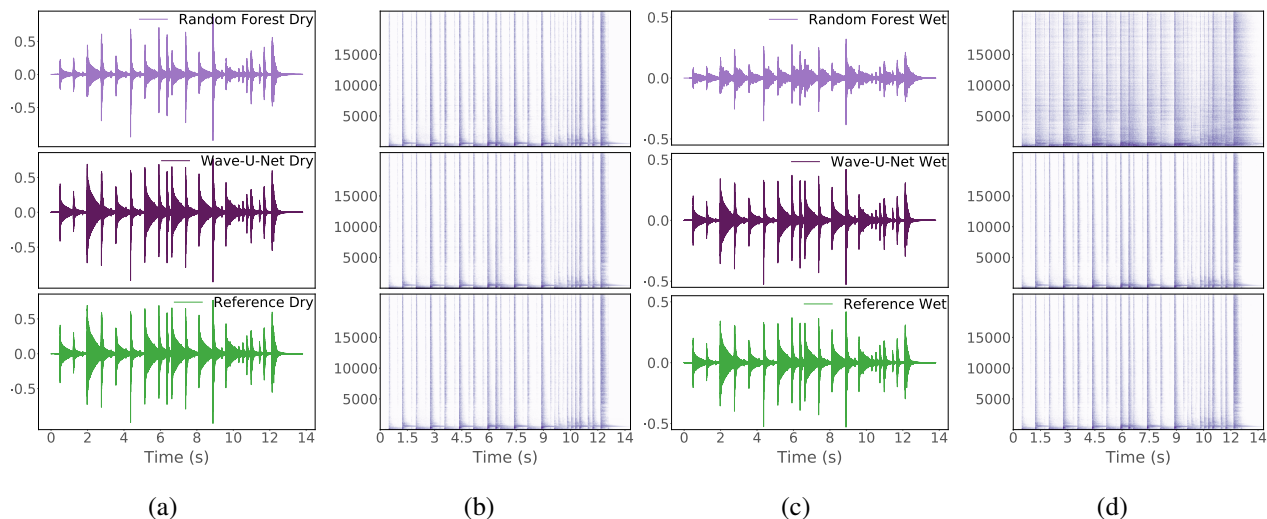 Random Forest Dry
0.5
0.0
-0.5
Wave-U-Net Dry
0.5
0.0
-0.5
Reference Dry
0.5
0.0
-0.5
0 2 4 6 8 10 12 14
Time (s)
(a)
15000
10000
5000
15000
10000
5000
15000
10000
5000
0 1.5 3 4.5 6 7.5 9 10.5 12 14
Time (s)
(b)
Random Forest Wet
0.5
0.0
-0.5
Wave-U-Net Wet
0.5
0.0
-0.5
Reference Wet
0.5
0.0
-0.5
0 2 4 6 8 10 12 14
Time (s)
(c)
15000
10000
5000
15000
10000
5000
15000
10000
5000
0 1.5 3 4.5 6 7.5 9 10.5 12 14
Time (s)
(d)